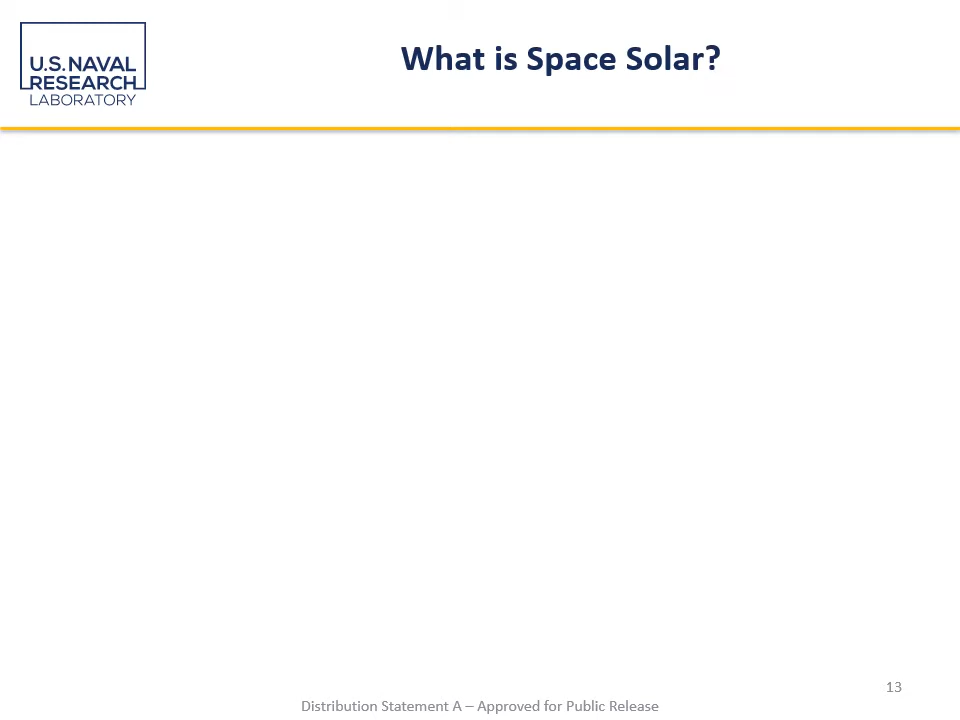 U.S. NAVAL
RESEARCH
LABORATORY
What is Space Solar?
13
Distribution Statement A – Approved for Public Release